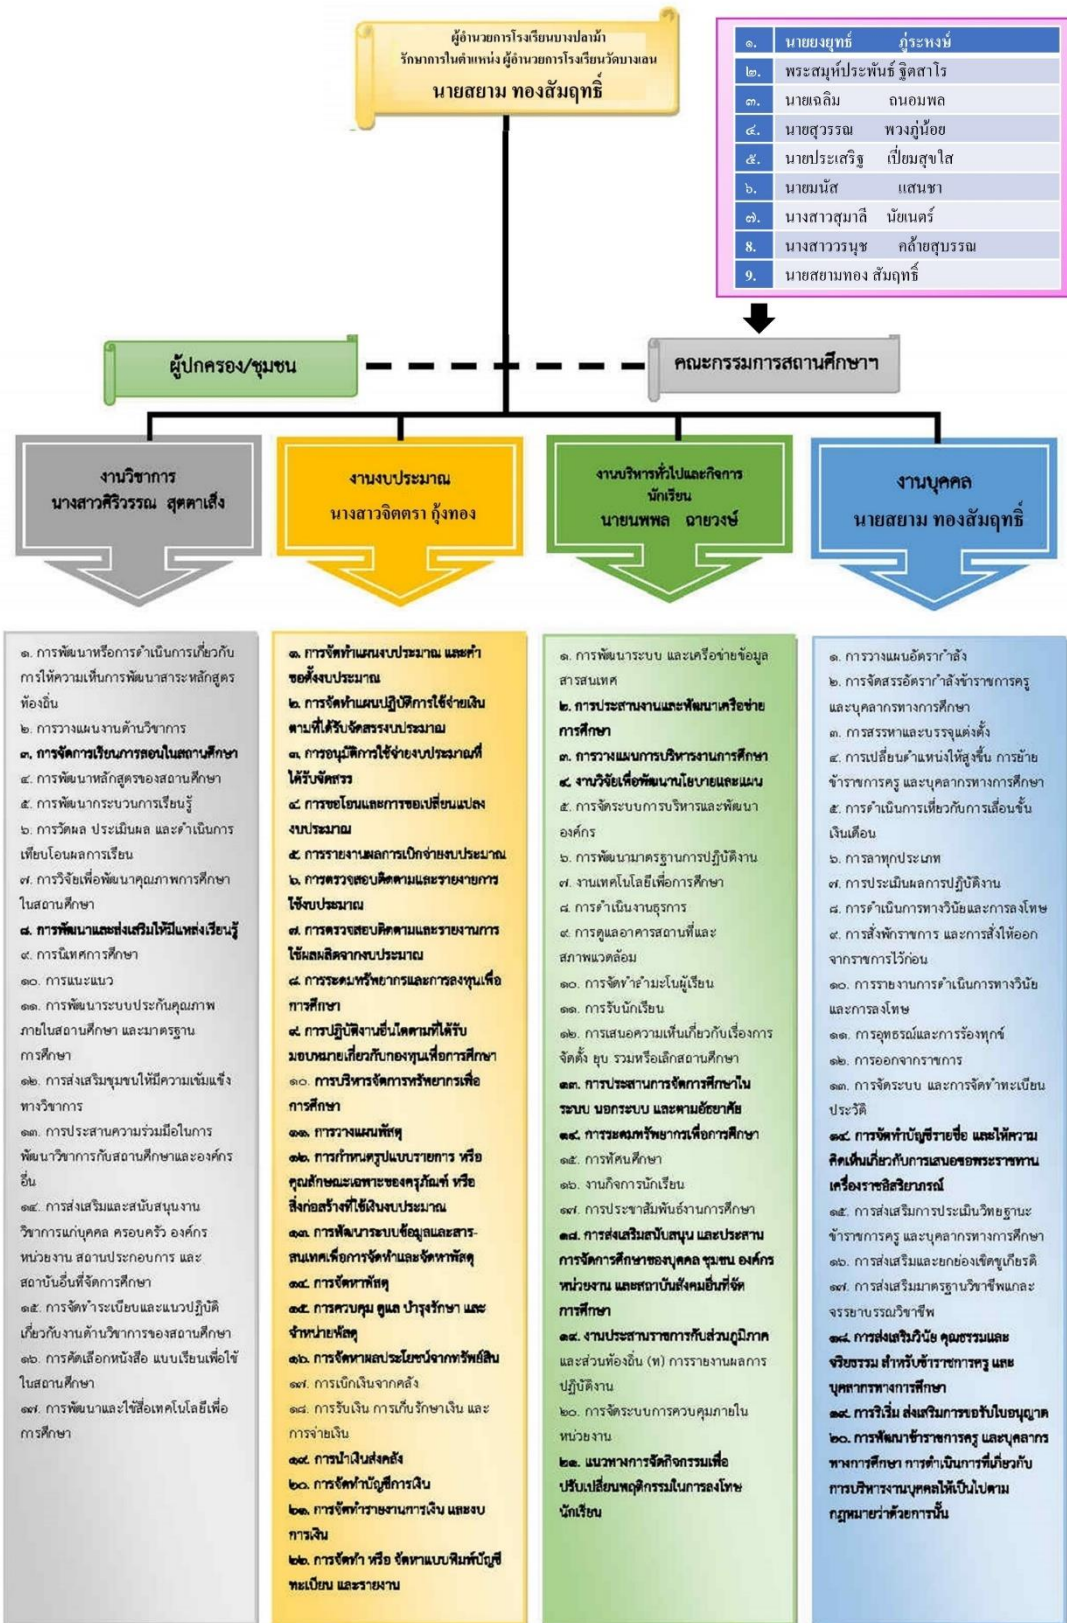 ผู้อำนวยการโรงเรียนบางปลาม้า
รักษาการในตำแหน่ง ผู้อำนวยการโรงเรียนวัดบางเลน
นายสยาม ทองสัมฤทธิ์
๑. นายยงยุทธ์ ภู่ระหงษ์
๒. พระสมุห์ประพันธ์ ฐิตสาโร
๓. นายเฉลิม ถนอมพล
๔. นายสุวรรณ พวงภู่น้อย
๕. นายประเสริฐ เปี่ยมสุขใส
๖. นายมนัส แสนชา
๗. นางสาวสุมาลี นัยเนตร์
8. นางสาววรนุช คล้ายสุบรรณ
9. นายสยามทอง สัมฤทธิ์
ผู้ปกครอง/ชุมชน
คณะกรรมการสถานศึกษาฯ
งานวิชาการ
นางสาวศิริวรรณ สุตตาเส็ง
งานงบประมาณ
นางสาวจิตตรา กุ้งทอง
งานบริหารทั่วไปและกิจการ
นักเรียน
นายนพพล ฉายวงษ์
งานบุคคล
นายสยาม ทองสัมฤทธิ์
๑. การพัฒนาหรือการดำเนินการเกี่ยวกับ
การให้ความเห็นการพัฒนาสาระหลักสูตร
ท้องถิ่น
๒. การวางแผนงานด้านวิชาการ
๓. การจัดการเรียนการสอนในสถานศึกษา
๔. การพัฒนาหลักสูตรของสถานศึกษา
๕. การพัฒนากระบวนการเรียนรู้
๖. การวัดผล ประเมินผล และดำเนินการ
เทียบโอนผลการเรียน
๗. การวิจัยเพื่อพัฒนาคุณภาพการศึกษา
ในสถานศึกษา
๘. การพัฒนาและส่งเสริมให้มีแหล่งเรียนรู้
๙. การนิเทศการศึกษา
๑๐. การแนะแนว
๑๑. การพัฒนาระบบประกันคุณภาพ
ภายในสถานศึกษา และมาตรฐาน
การศึกษา
๑๒. การส่งเสริมชุมชนให้มีความเข้มแข็ง
ทางวิชาการ
๑๓. การประสานความร่วมมือในการ
พัฒนาวิชาการกับสถานศึกษาและองค์กร
อื่น
๑๔. การส่งเสริมและสนับสนุนงาน
วิชาการแก่บุคคล ครอบครัว องค์กร
หน่วยงาน สถานประกอบการ และ
สถาบันอื่นที่จัดการศึกษา
๑๕. การจัดทำระเบียบและแนวปฏิบัติ
เกี่ยวกับงานด้านวิชาการของสถานศึกษา
๑๖. การคัดเลือกหนังสือ แบบเรียนเพื่อใช้
ในสถานศึกษา
๑๗. การพัฒนาและใช้สื่อเทคโนโลยีเพื่อ
การศึกษา
๑. การจัดทำแผนงบประมาณ และคำ
ขอตั้งงบประมาณ
๒. การจัดทำแผนปฏิบัติการใช้จ่ายเงิน
ตามที่ได้รับจัดสรรงบประมาณ
๓. การอนุมัติการใช้จ่ายงบประมาณที่
ได้รับจัดสรร
๔. การขอโอนและการขอเปลี่ยนแปลง
งบประมาณ
๕. การรายงานผลการเบิกจ่ายงบประมาณ
๖. การตรวจสอบติดตามและรายงายการ
ใช้งบประมาณ
๗. การตรวจสอบติดตามและรายงานการ
ใช้ผลผลิตจากงบประมาณ
๘. การระดมทรัพยากรและการลงทุนเพื่อ
การศึกษา
๙. การปฏิบัติงานอื่นใดตามที่ได้รับ
มอบหมายเกี่ยวกับกองทุนเพื่อการศึกษา
๑๐. การบริหารจัดการทรัพยากรเพื่อ
การศึกษา
๑๑. การวางแผนพัสดุ
๑๒. การกำหนดรูปแบบรายการ หรือ
คุณลักษณะเฉพาะของครุภัณฑ์ หรือ
สิ่งก่อสร้างที่ใช้เงินงบประมาณ
๑๓. การพัฒนาระบบข้อมูลและสาร-
สนเทศเพื่อการจัดทำและจัดหาพัสดุ
๑๔. การจัดหาพัสดุ
๑๕. การควบคุม ดูแล บำรุงรักษา และ
จำหน่ายพัสดุ
๑๖. การจัดหาผลประโยชน์จากทรัพย์สิน
๑๗. การเบิกเงินจากคลัง
๑๘. การรับเงิน การเก็บรักษาเงิน และ
การจ่ายเงิน
๑๙. การนำเงินส่งคลัง
๒๐. การจัดทำบัญชีการเงิน
๒๑. การจัดทำรายงานการเงิน และงบ
การเงิน
๒๒. การจัดทำ หรือ จัดหาแบบพิมพ์บัญชี
ทะเบียน และรายงาน
๑. การพัฒนาระบบ และเครือข่ายข้อมูล
สารสนเทศ
๒. การประสานงานและพัฒนาเครือข่าย
การศึกษา
๓. การวางแผนการบริหารงานการศึกษา
๔. งานวิจัยเพื่อพัฒนานโยบายและแผน
๕. การจัดระบบการบริหารและพัฒนา
องค์กร
๖. การพัฒนามาตรฐานการปฏิบัติงาน
๗. งานเทคโนโลยีเพื่อการศึกษา
๘. การดำเนินงานธุรการ
๙. การดูแลอาคารสถานที่และ
สภาพแวดล้อม
๑๐. การจัดทำสำมะโนผู้เรียน
๑๑. การรับนักเรียน
๑๒. การเสนอความเห็นเกี่ยวกับเรื่องการ
จัดตั้ง ยุบ รวมหรือเลิกสถานศึกษา
๑๓. การประสานการจัดการศึกษาใน
ระบบ นอกระบบ และตามอัธยาศัย
๑๔. การระดมทรัพยากรเพื่อการศึกษา
๑๕. การทัศนศึกษา
๑๖. งานกิจการนักเรียน
๑๗. การประชาสัมพันธ์งานการศึกษา
๑๘. การส่งเสริมสนับสนุน และประสาน
การจัดการศึกษาของบุคคล ชุมชน องค์กร
หน่วยงาน และสถาบันสังคมอื่นที่จัด
การศึกษา
๑๙. งานประสานราชการกับส่วนภูมิภาค
และส่วนท้องถิ่น (ท) การรายงานผลการ
ปฏิบัติงาน
๒๐. การจัดระบบการควบคุมภายใน
หน่วยงาน
๒๑. แนวทางการจัดกิจกรรมเพื่อ
ปรับเปลี่ยนพฤติกรรมในการลงโทษ
นักเรียน
๑. การวางแผนอัตรากำลัง
๒. การจัดสรรอัตรากำลังข้าราชการครู
และบุคลากรทางการศึกษา
๓. การสรรหาและบรรจุแต่งตั้ง
๔. การเปลี่ยนตำแหน่งให้สูงขึ้น การย้าย
ข้าราชการครู และบุคลากรทางการศึกษา
๕. การดำเนินการเกี่ยวกับการเลื่อนขั้น
เงินเดือน
๖. การลาทุกประเภท
๗. การประเมินผลการปฏิบัติงาน
๘. การดำเนินการทางวินัยและการลงโทษ
๙. การสั่งพักราชการ และการสั่งให้ออก
จากราชการไว้ก่อน
๑๐. การรายงานการดำเนินการทางวินัย
และการลงโทษ
๑๑. การอุทธรณ์และการร้องทุกข์
๑๒. การออกจากราชการ
๑๓. การจัดระบบ และการจัดทำทะเบียน
ประวัติ
๑๔. การจัดทำบัญชีรายชื่อ และให้ความ
คิดเห็นเกี่ยวกับการเสนอขอพระราชทาน
เครื่องราชอิสริยาภรณ์
๑๕. การส่งเสริมการประเมินวิทยฐานะ
ข้าราชการครู และบุคลากรทางการศึกษา
๑๖. การส่งเสริมและยกย่องเชิดชูเกียรติ
๑๗. การส่งเสริมมาตรฐานวิชาชีพแกละ
จรรยาบรรณวิชาชีพ
๑๘. การส่งเสริมวินัย คุณธรรมและ
จริยธรรม สำหรับข้าราชการครู และ
บุคลากรทางการศึกษา
๑๙. การริเริ่ม ส่งเสริมการขอรับใบอนุญาต
๒๐. การพัฒนาข้าราชการครู และบุคลากร
ทางการศึกษา การดำเนินการที่เกี่ยวกับ
การบริหารงานบุคคลให้เป็นไปตาม
กฎหมายว่าด้วยการนั้น